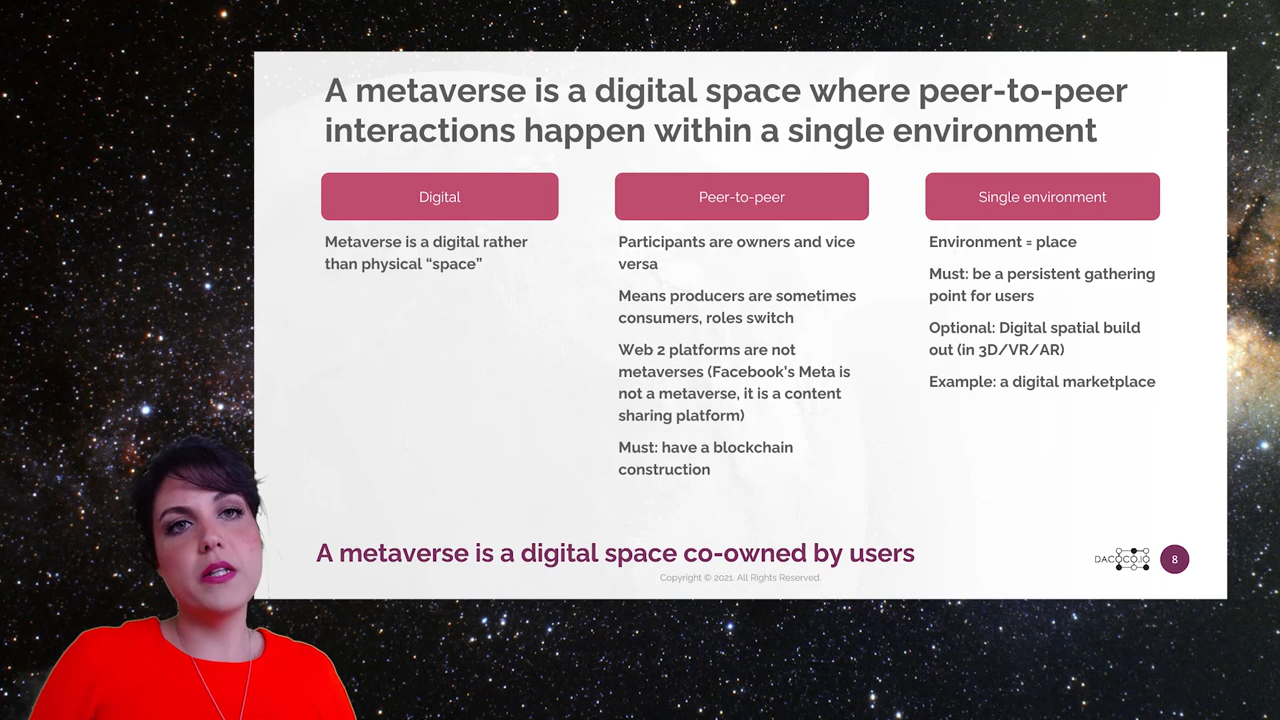 A metaverse is a digital space where peer-to-peer
interactions happen within a single environment
Digital
Metaverse is a digital rather
than physical “space”
Peer-to-peer
Participants are owners and vice
versa
Means producers are sometimes
consumers, roles switch
Web 2 platforms are not
metaverses (Facebook's Meta is
not a metaverse, it is a content
sharing platform)
Must: have a blockchain
construction
Single environment
Environment = place
Must: be a persistent gathering
point for users
Optional: Digital spatial build
out (in 3D/VR/AR)
Example: a digital marketplace
A metaverse is a digital space co-owned by users
Copyright © 2021. All Rights Reserved.
DACOCO.IO
8